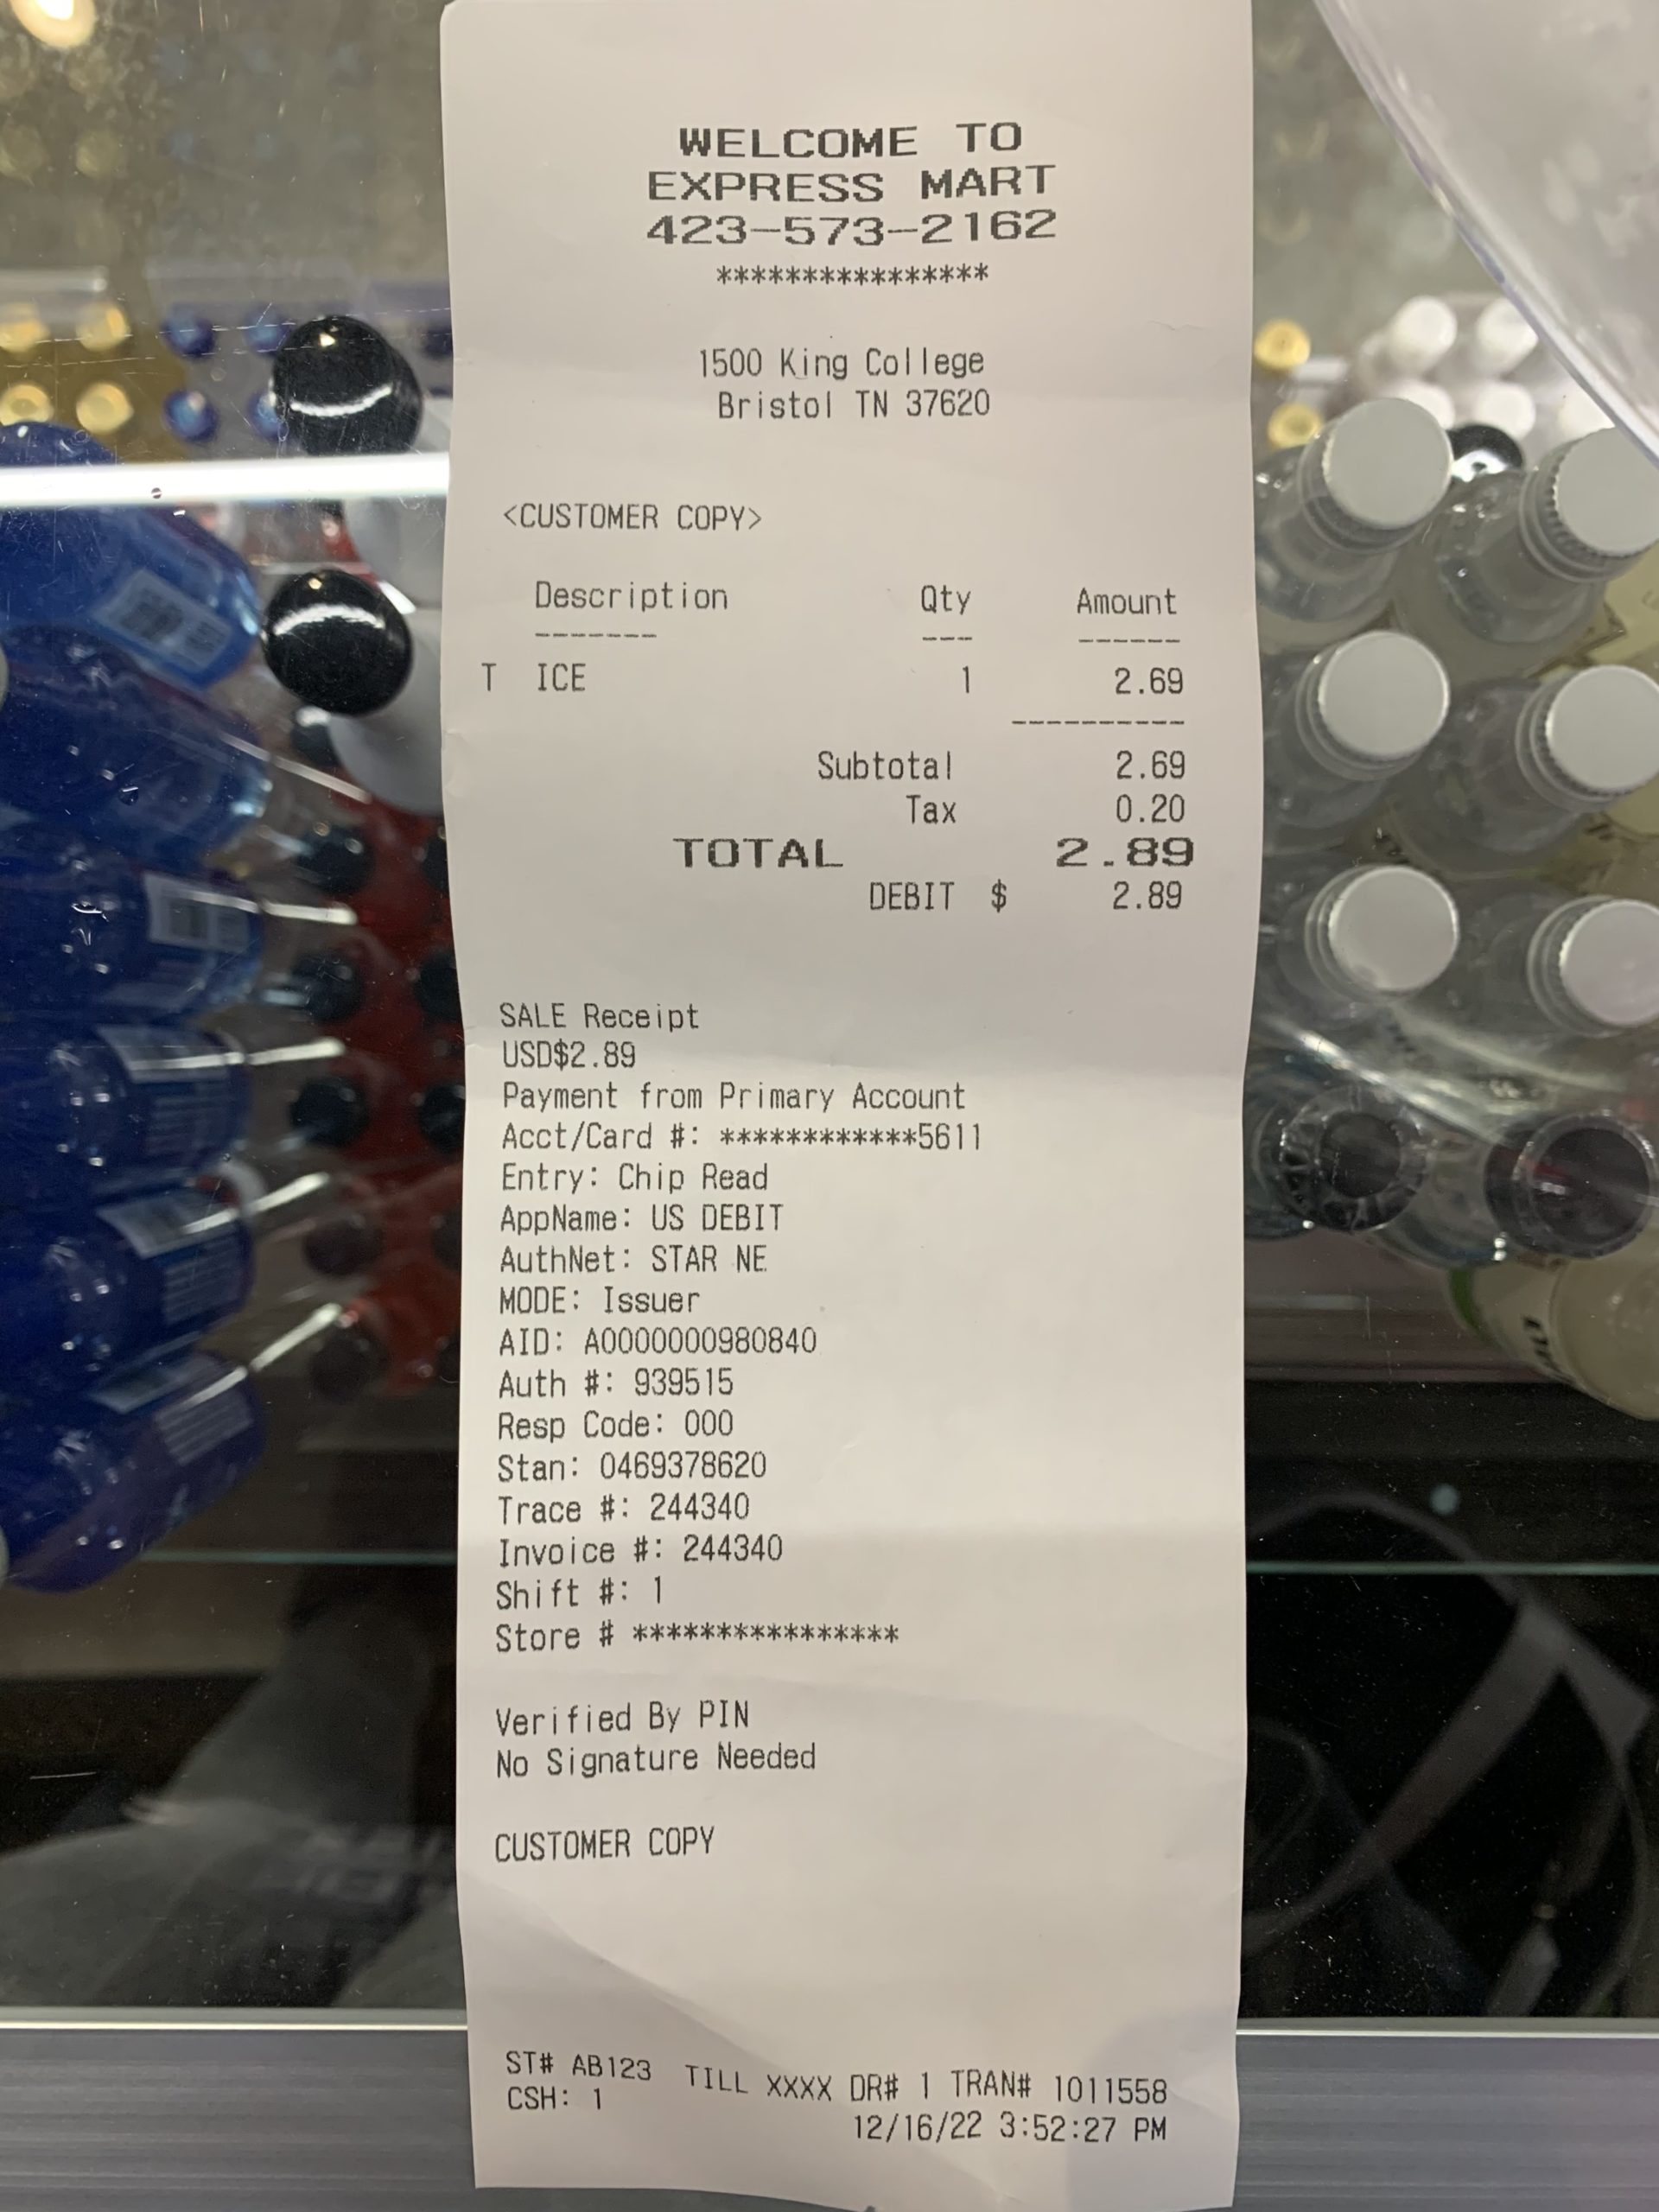 WELCOME TO
EXPRESS MART
423-573-2162
****************
1500 King College
Bristol TN 37620
<CUSTOMER COPY>
Description Qty Amount
------- --- ------
T ICE 1 2.69
----------
Subtotal 2.69
Tax 0.20
TOTAL 2.89
DEBIT $ 2.89
SALE Receipt
USD$2.89
Payment from Primary Account
Acct/Card #: ************5611
Entry: Chip Read
AppName: US DEBIT
AuthNet: STAR NE
MODE: Issuer
AID: A0000000980840
Auth #: 939515
Resp Code: 000
Stan: 0469378620
Trace #: 244340
Invoice #: 244340
Shift #: 1
Store # ****************
Verified By PIN
No Signature Needed
CUSTOMER COPY
ST# AB123 TILL XXXX DR# 1 TRAN# 1011558
CSH: 1 12/16/22 3:52:27 PM